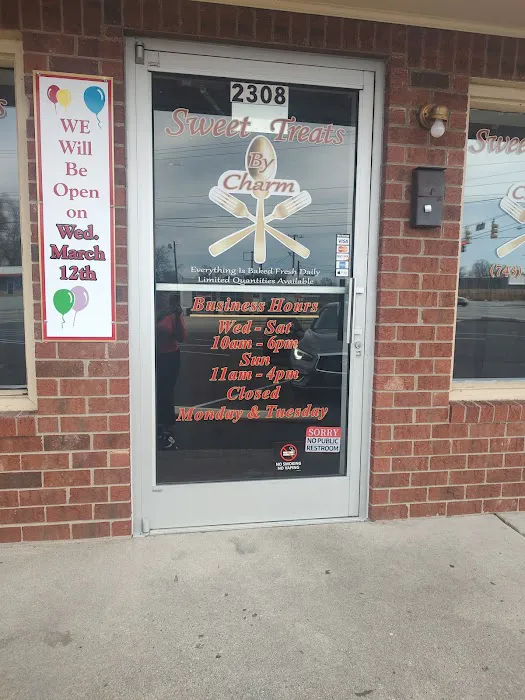 2308
WE
Will
Be
Open
on
Wed.
March
12th
Sweet Treats
By
Charm
Everything Is Baked Fresh Daily
Limited Quantities Available
VISA
Business Hours
Wed - Sat
10am - 6pm
Sun
11am - 4pm
Closed
Monday & Tuesday
SORRY
NO PUBLIC
RESTROOM
NO SMOKING
NO VAPING
Swee